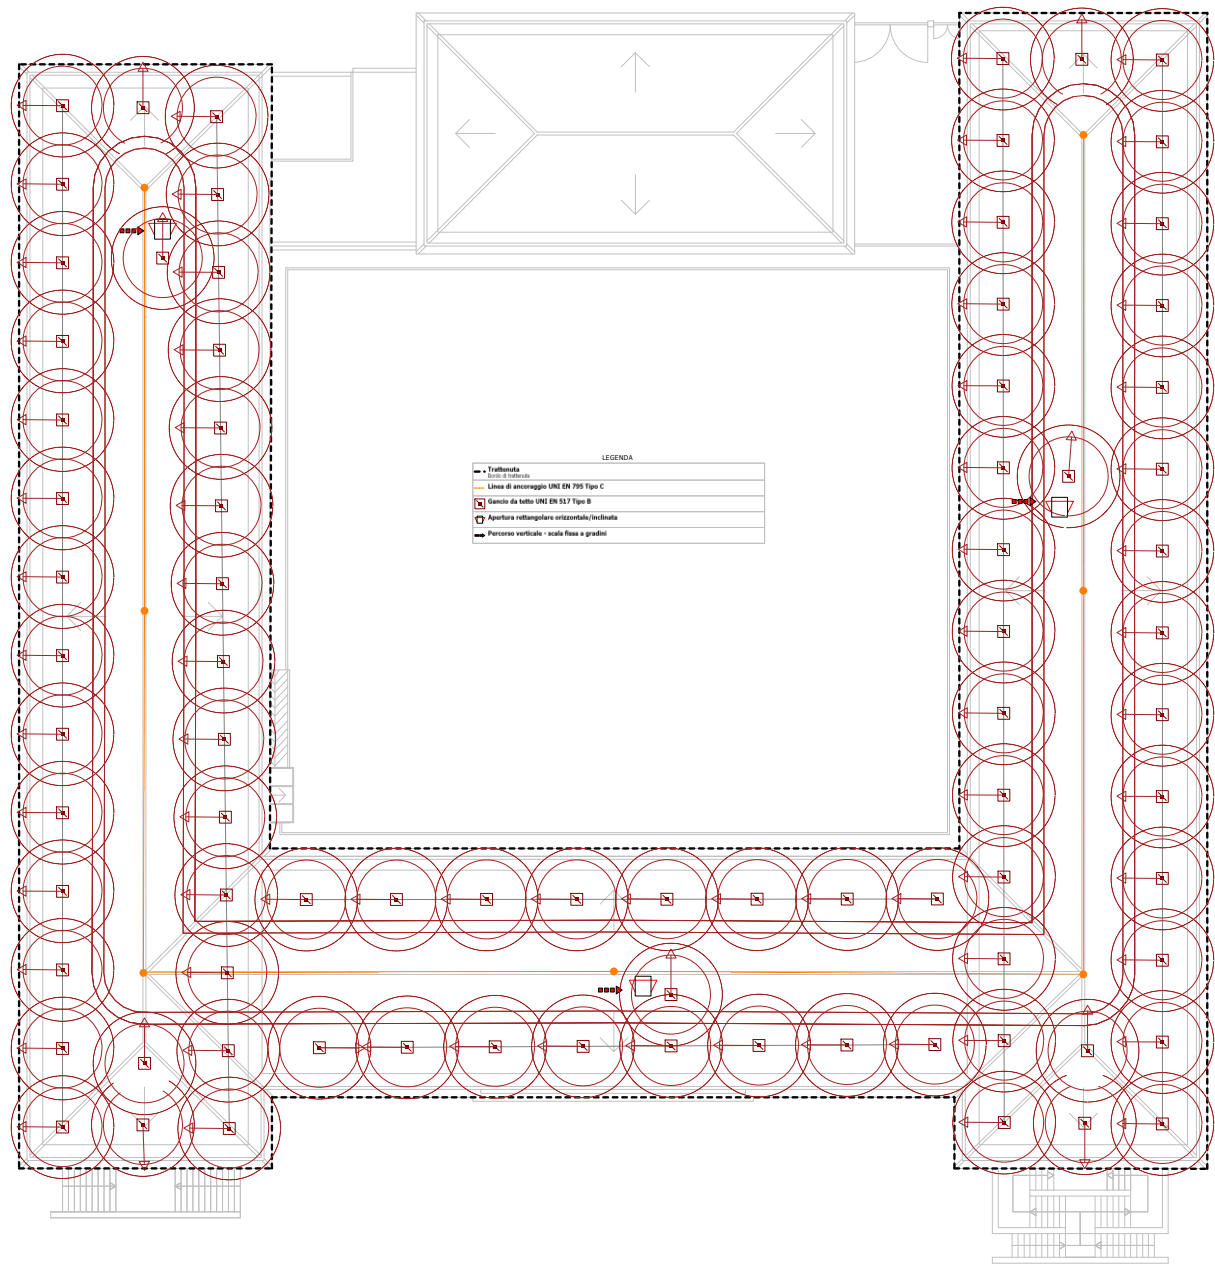 LEGENDA
Trattenuta
Bordo di trattenuta
Linea di ancoraggio UNI EN 795 Tipo C
Gancio da tetto UNI EN 517 Tipo B
Apertura rettangolare orizzontale/inclinata
Percorso verticale - scala fissa a gradini